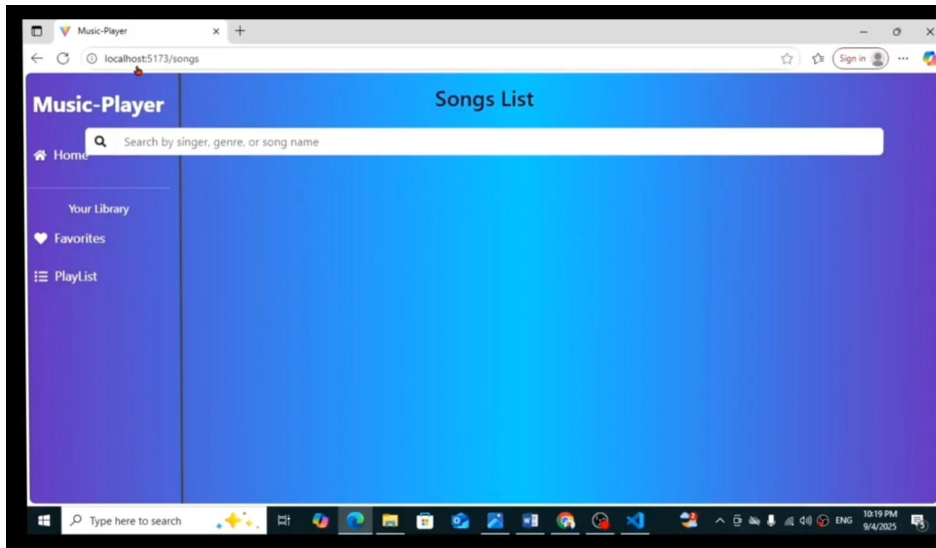 Music-Player
localhost:5173/songs
Sign in
Music-Player
Songs List
Search by singer, genre, or song name
Home
Your Library
Favorites
PlayList
Type here to search
ENG
10:19 PM
9/4/2025
3